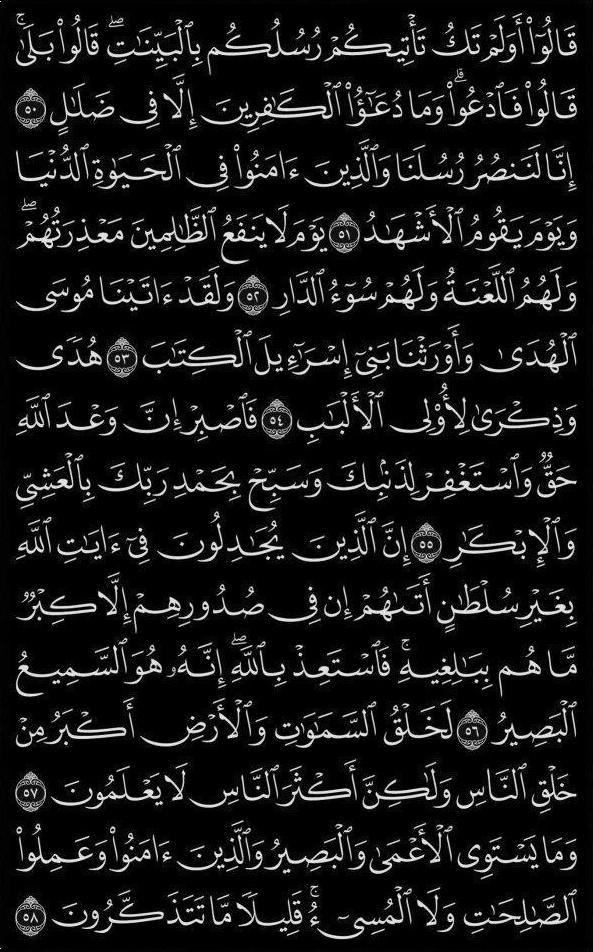 قَالُوٓاْ أَوَلَمْ تَكُ تَأْتِيكُمْ رُسُلُكُم بِٱلْبَيِّنَٰتِۖ قَالُواْ بَلَىٰۚ
قَالُواْ فَٱدْعُواْۗ وَمَا دُعَٰٓؤُاْ ٱلْكَٰفِرِينَ إِلَّا فِى ضَلَٰلٍ ٥٠
إِنَّا لَنَنصُرُ رُسُلَنَا وَٱلَّذِينَ ءَامَنُواْ فِى ٱلْحَيَوٰةِ ٱلدُّنْيَا
وَيَوْمَ يَقُومُ ٱلْأَشْهَٰدُ ٥١ يَوْمَ لَا يَنفَعُ ٱلظَّٰلِمِينَ مَعْذِرَتُهُمْۖ
وَلَهُمُ ٱللَّعْنَةُ وَلَهُمْ سُوٓءُ ٱلدَّارِ ٥٢ وَلَقَدْ ءَاتَيْنَا مُوسَى
ٱلْهُدَىٰ وَأَوْرَثْنَا بَنِىٓ إِسْرَٰٓءِيلَ ٱلْكِتَٰبَ ٥٣ هُدًى
وَذِكْرَىٰ لِأُوْلِى ٱلْأَلْبَٰبِ ٥٤ فَٱصْبِرْ إِنَّ وَعْدَ ٱللَّهِ
حَقٌّ وَٱسْتَغْفِرْ لِذَنۢبِكَ وَسَبِّحْ بِحَمْدِ رَبِّكَ بِٱلْعَشِىِّ
وَٱلْإِبْكَٰرِ ٥٥ إِنَّ ٱلَّذِينَ يُجَٰدِلُونَ فِىٓ ءَايَٰتِ ٱللَّهِ
بِغَيْرِ سُلْطَٰنٍ أَتَىٰهُمْ إِن فِى صُدُورِهِمْ إِلَّا كِبْرٌ
مَّا هُم بِبَٰلِغِيهِۚ فَٱسْتَعِذْ بِٱللَّهِۖ إِنَّهُۥ هُوَ ٱلسَّمِيعُ
ٱلْبَصِيرُ ٥٦ لَخَلْقُ ٱلسَّمَٰوَٰتِ وَٱلْأَرْضِ أَكْبَرُ مِنْ
خَلْقِ ٱلنَّاسِ وَلَٰكِنَّ أَكْثَرَ ٱلنَّاسِ لَا يَعْلَمُونَ ٥٧
وَمَا يَسْتَوِى ٱلْأَعْمَىٰ وَٱلْبَصِيرُ وَٱلَّذِينَ ءَامَنُواْ وَعَمِلُواْ
ٱلصَّٰلِحَٰتِ وَلَا ٱلْمُسِىٓءُۚ قَلِيلًا مَّا تَتَذَكَّرُونَ ٥٨